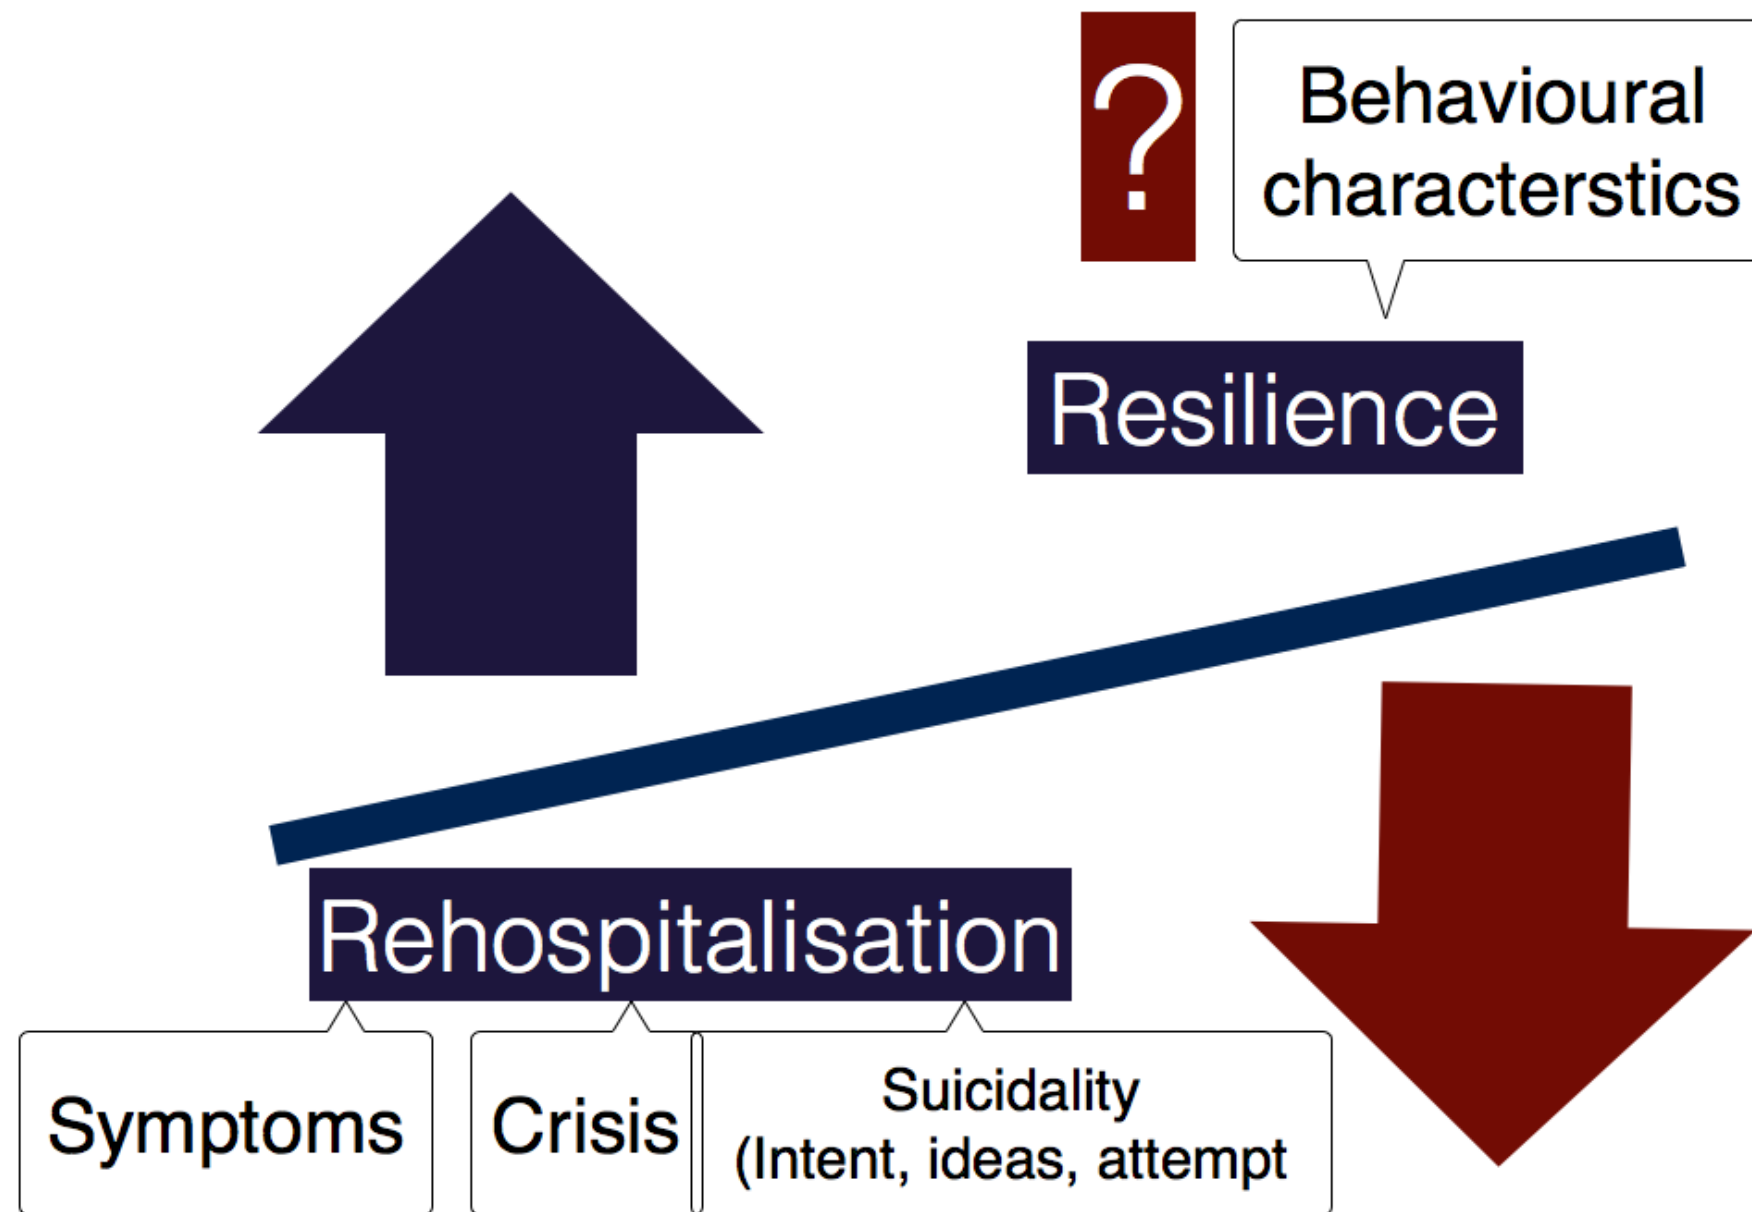 ?
Behavioural
characterstics
Resilience
Rehospitalisation
Symptoms
Crisis
Suicidality
(Intent, ideas, attempt